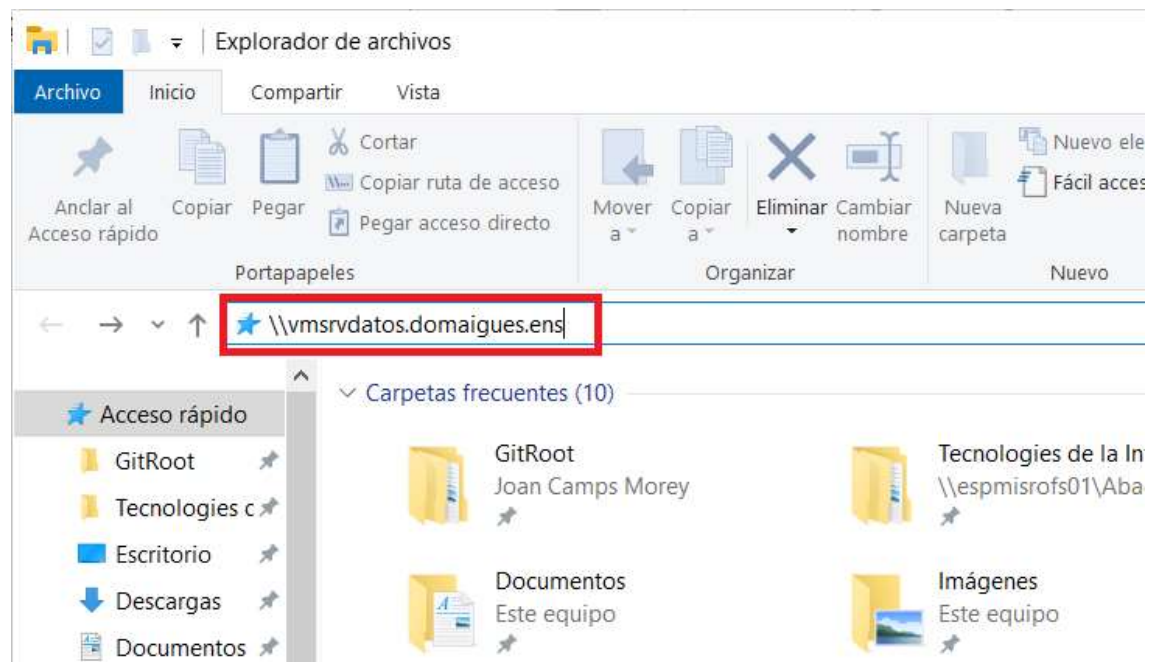 Explorador de archivos
Archivo Inicio Compartir Vista
Anclar al Acceso rápido
Copiar
Pegar
Cortar
Copiar ruta de acceso
Pegar acceso directo
Portapapeles
Mover a
Copiar a
Eliminar
Cambiar nombre
Organizar
Nueva carpeta
Nuevo ele
Fácil acces
Nuevo
\\vmsrvdatos.domaigues.ens
Acceso rápido
GitRoot
Tecnologies c
Escritorio
Descargas
Documentos
Carpetas frecuentes (10)
GitRoot
Joan Camps Morey
Tecnologies de la In
\\espmisrofs01\Aba
Documentos
Este equipo
Imágenes
Este equipo